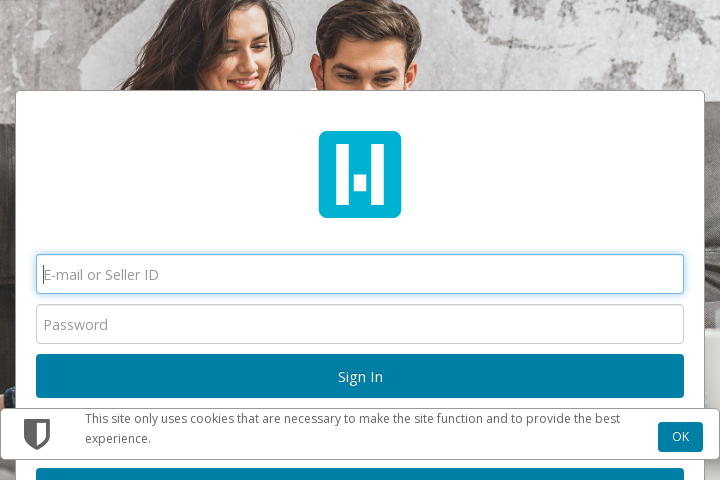 E-mail or Seller ID
Password
Sign In
This site only uses cookies that are necessary to make the site function and to provide the best
experience.
OK